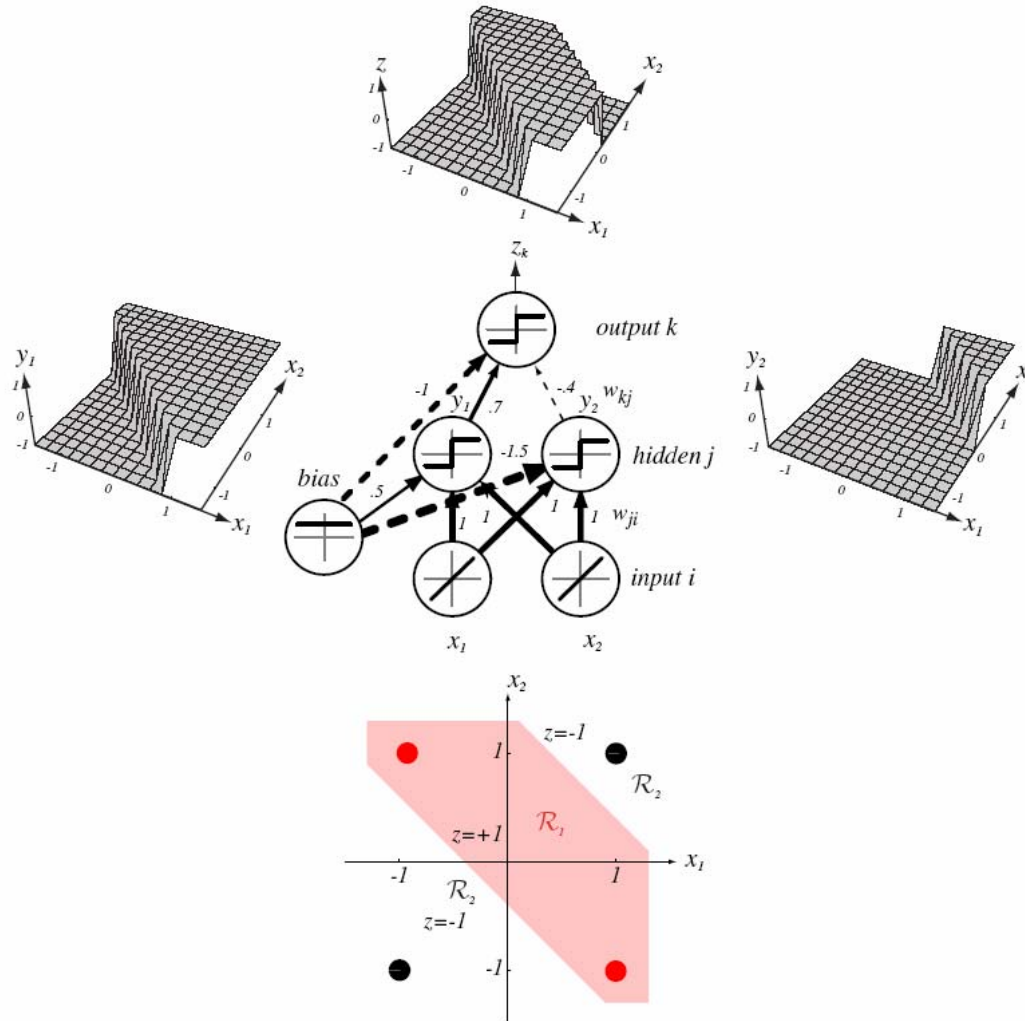 z
1
0
-1
-1
0
1
x₁
-1
0
1
x₂
y₁
1
0
-1
-1
0
1
x₁
-1
0
1
x₂
zₖ
output k
-1
.7
-.4
wₖⱼ
y₁
y₂
-1.5
hidden j
bias
.5
1
1
1
1
wⱼᵢ
input i
x₁
x₂
y₂
1
0
-1
-1
0
1
x₁
-1
0
1
x
x₂
z=-1
1
R₂
R₁
z=+1
-1
1
x₁
R₂
z=-1
-1